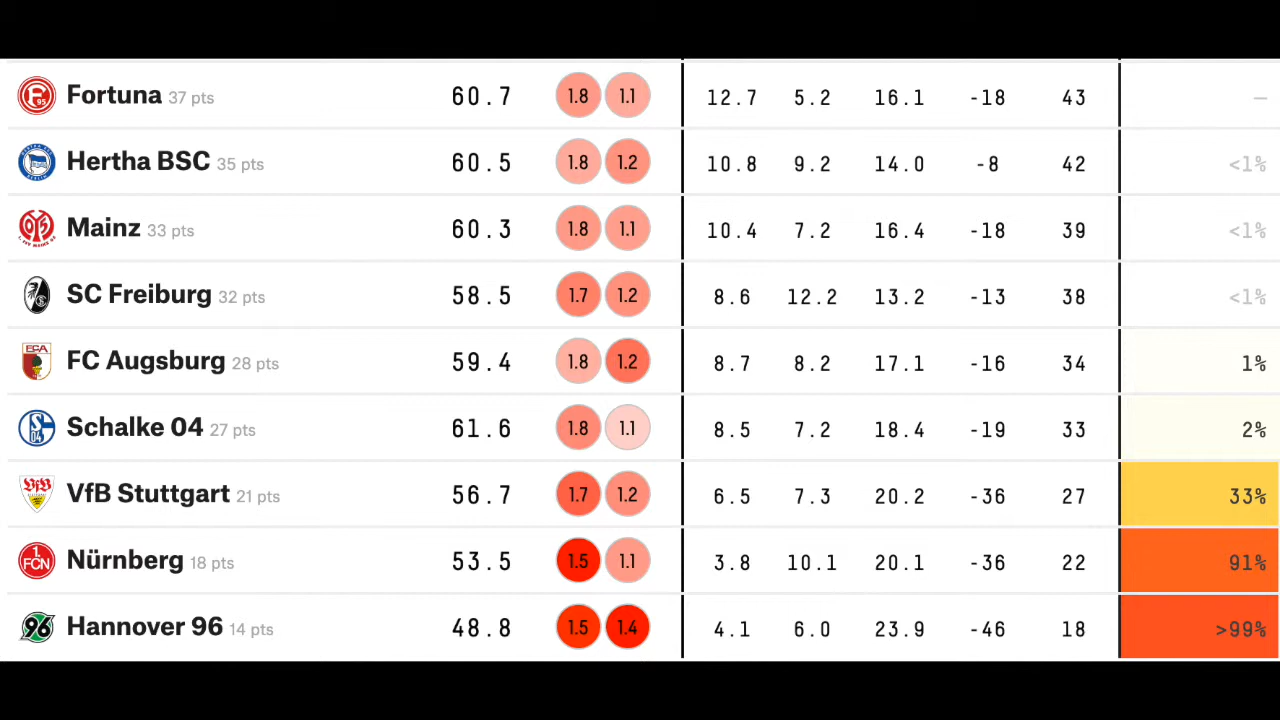 Fortuna 37 pts 60.7 1.8 1.1 12.7 5.2 16.1 -18 43 —
Hertha BSC 35 pts 60.5 1.8 1.2 10.8 9.2 14.0 -8 42 <1%
Mainz 33 pts 60.3 1.8 1.1 10.4 7.2 16.4 -18 39 <1%
SC Freiburg 32 pts 58.5 1.7 1.2 8.6 12.2 13.2 -13 38 <1%
FCA FC Augsburg 28 pts 59.4 1.8 1.2 8.7 8.2 17.1 -16 34 1%
S04 Schalke 04 27 pts 61.6 1.8 1.1 8.5 7.2 18.4 -19 33 2%
VfB VfB Stuttgart 21 pts 56.7 1.7 1.2 6.5 7.3 20.2 -36 27 33%
1. FCN Nürnberg 18 pts 53.5 1.5 1.1 3.8 10.1 20.1 -36 22 91%
96 Hannover 96 14 pts 48.8 1.5 1.4 4.1 6.0 23.9 -46 18 >99%